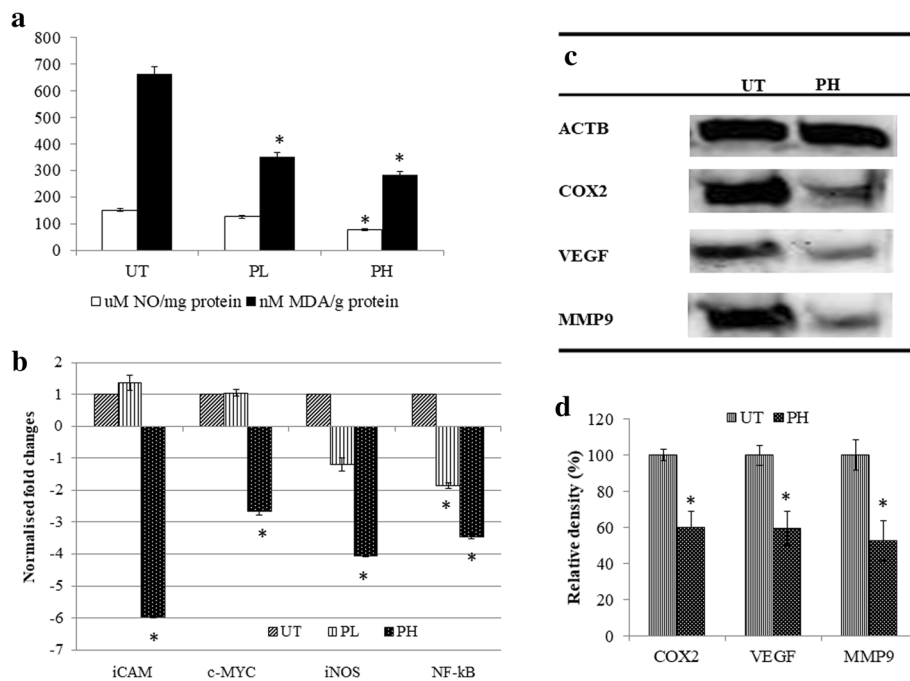 a
800
700
600
500
400
300
200
100
0
*
*
*
UT PL PH
uM NO/mg protein nM MDA/g protein
b
Normalised fold changes
2
1
0
-1
-2
-3
-4
-5
-6
-7
*
*
*
*
*
UT PL PH
iCAM c-MYC iNOS NF-kB
c
UT PH
ACTB
COX2
VEGF
MMP9
d
Relative density (%)
120
100
80
60
40
20
0
UT PH
*
*
*
COX2 VEGF MMP9